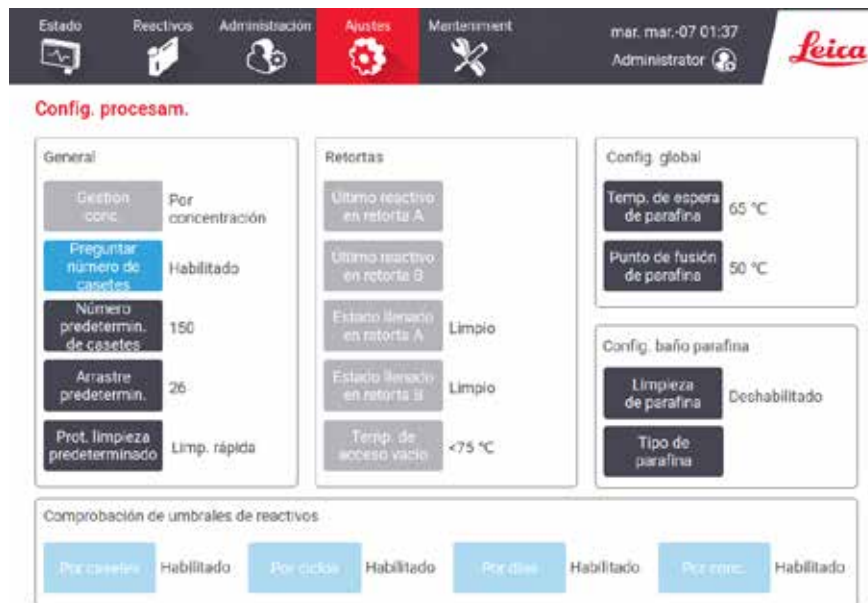 Estado Reactivos Administración Ajustes Manteniment
mar. mar.-07 01:37
Administrator
Leica
Config. procesam.
General
Gestión
conc.
Por
concentración
Preguntar
número de
casetes
Habilitado
Número
predetermin.
de casetes
150
Arrastre
predetermin.
26
Prot. limpieza
predeterminado
Limp. rápida
Retortas
Último reactivo
en retorta A
Último reactivo
en retorta B
Estado llenado
en retorta A
Limpio
Estado llenado
en retorta B
Limpio
Temp. de
acceso vacío
<75 °C
Config. global
Temp. de espera
de parafina
65 °C
Punto de fusión
de parafina
50 °C
Config. baño parafina
Limpieza
de parafina
Deshabilitado
Tipo de
parafina
Comprobación de umbrales de reactivos
Por casetes Habilitado Por ciclos Habilitado Por días Habilitado Por conc. Habilitado